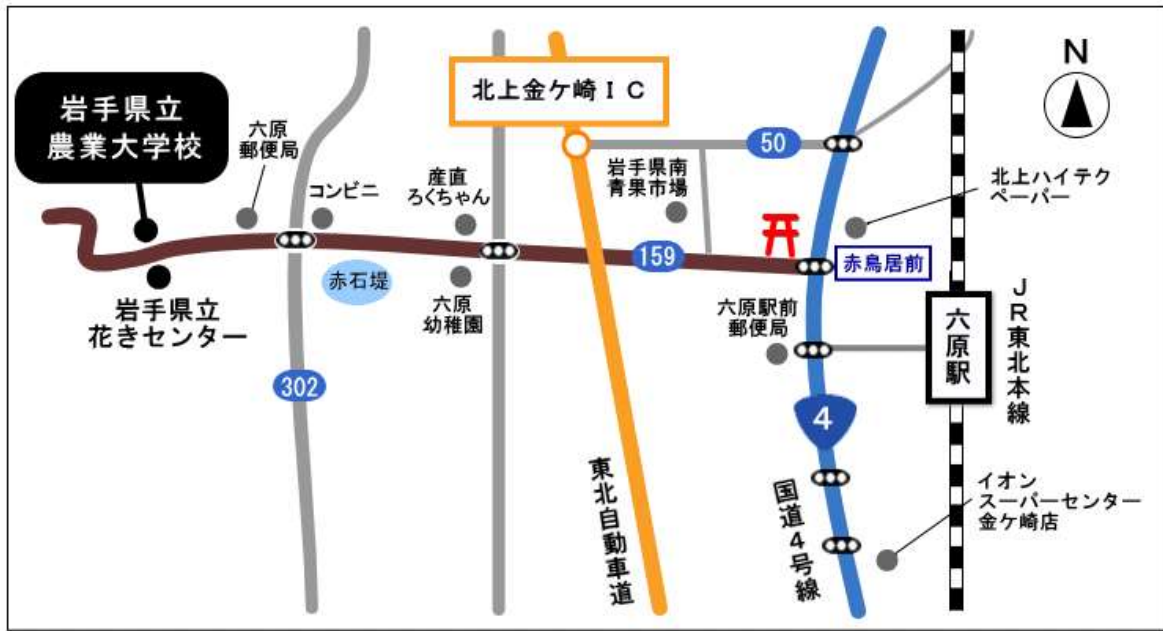 岩手県立
農業大学校
六原
郵便局
コンビニ
産直
ろくちゃん
北上金ケ崎ＩＣ
50
岩手県南
青果市場
N
北上ハイテク
ペーパー
赤鳥居前
159
赤石堤
六原
幼稚園
岩手県立
花きセンター
六原駅前
郵便局
六原駅
ＪＲ東北本線
302
4
東北自動車道
国道４号線
イオン
スーパーセンター
金ケ崎店